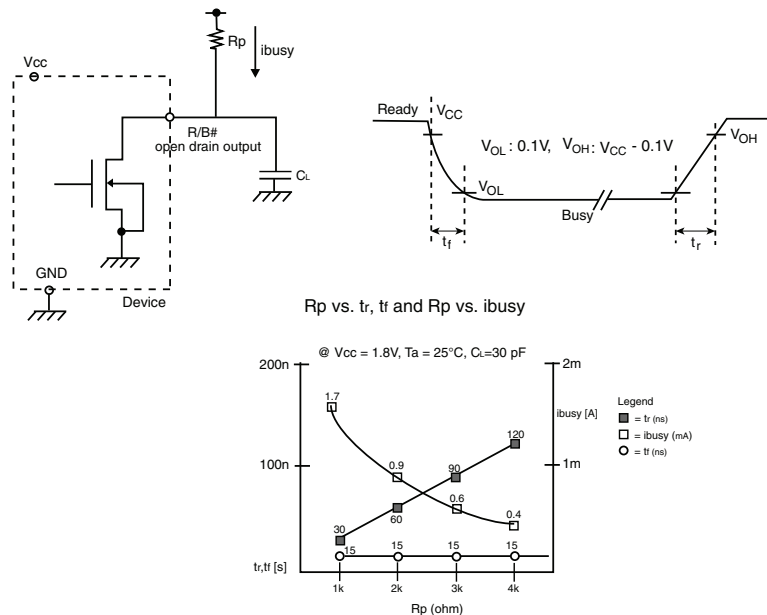 Rp
ibusy
Vcc
R/B#
open drain output
CL
GND
Device
Ready
VCC
VOL : 0.1V, VOH : VCC - 0.1V
VOH
VOL
Busy
tf
tr
Rp vs. tr, tf and Rp vs. ibusy
@ Vcc = 1.8V, Ta = 25°C, CL=30 pF
200n
2m
1.7
Legend
ibusy [A]
= tr (ns)
= ibusy (mA)
= tf (ns)
120
100n
0.9
90
1m
0.6
0.4
60
30
15
15
15
15
tr,tf [s]
1k
2k
3k
4k
Rp (ohm)